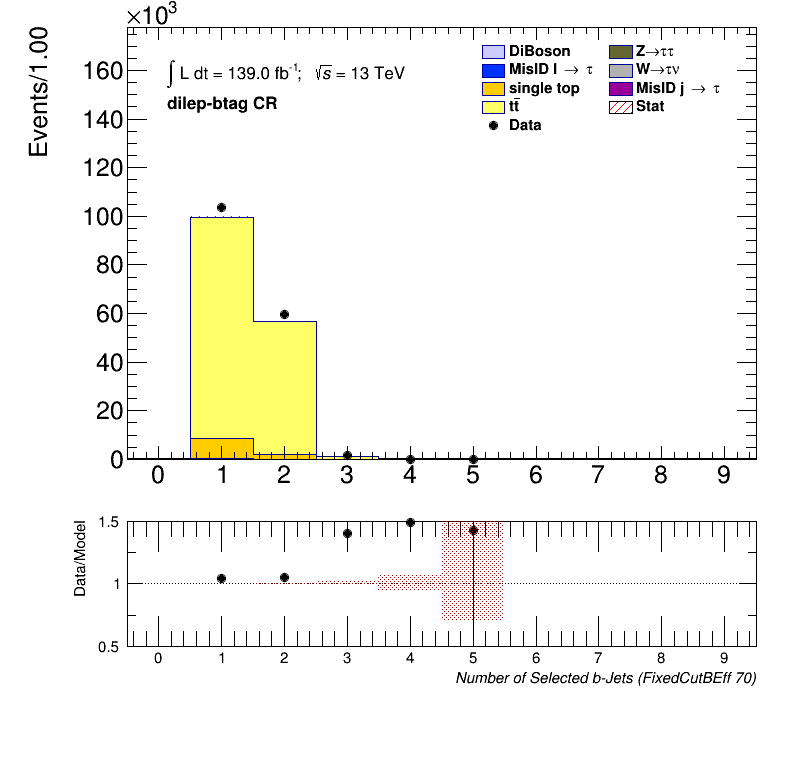 ×10³
Events/1.00
160
140
120
100
80
60
40
20
0
∫ L dt = 139.0 fb⁻¹; √s = 13 TeV
dilep-btag CR
DiBoson
MisID l → τ
single top
tt̄
Data
Z→ττ
W→τν
MisID j → τ
Stat
0 1 2 3 4 5 6 7 8 9
Data/Model
1.5
1
0.5
0 1 2 3 4 5 6 7 8 9
Number of Selected b-Jets (FixedCutBEff 70)